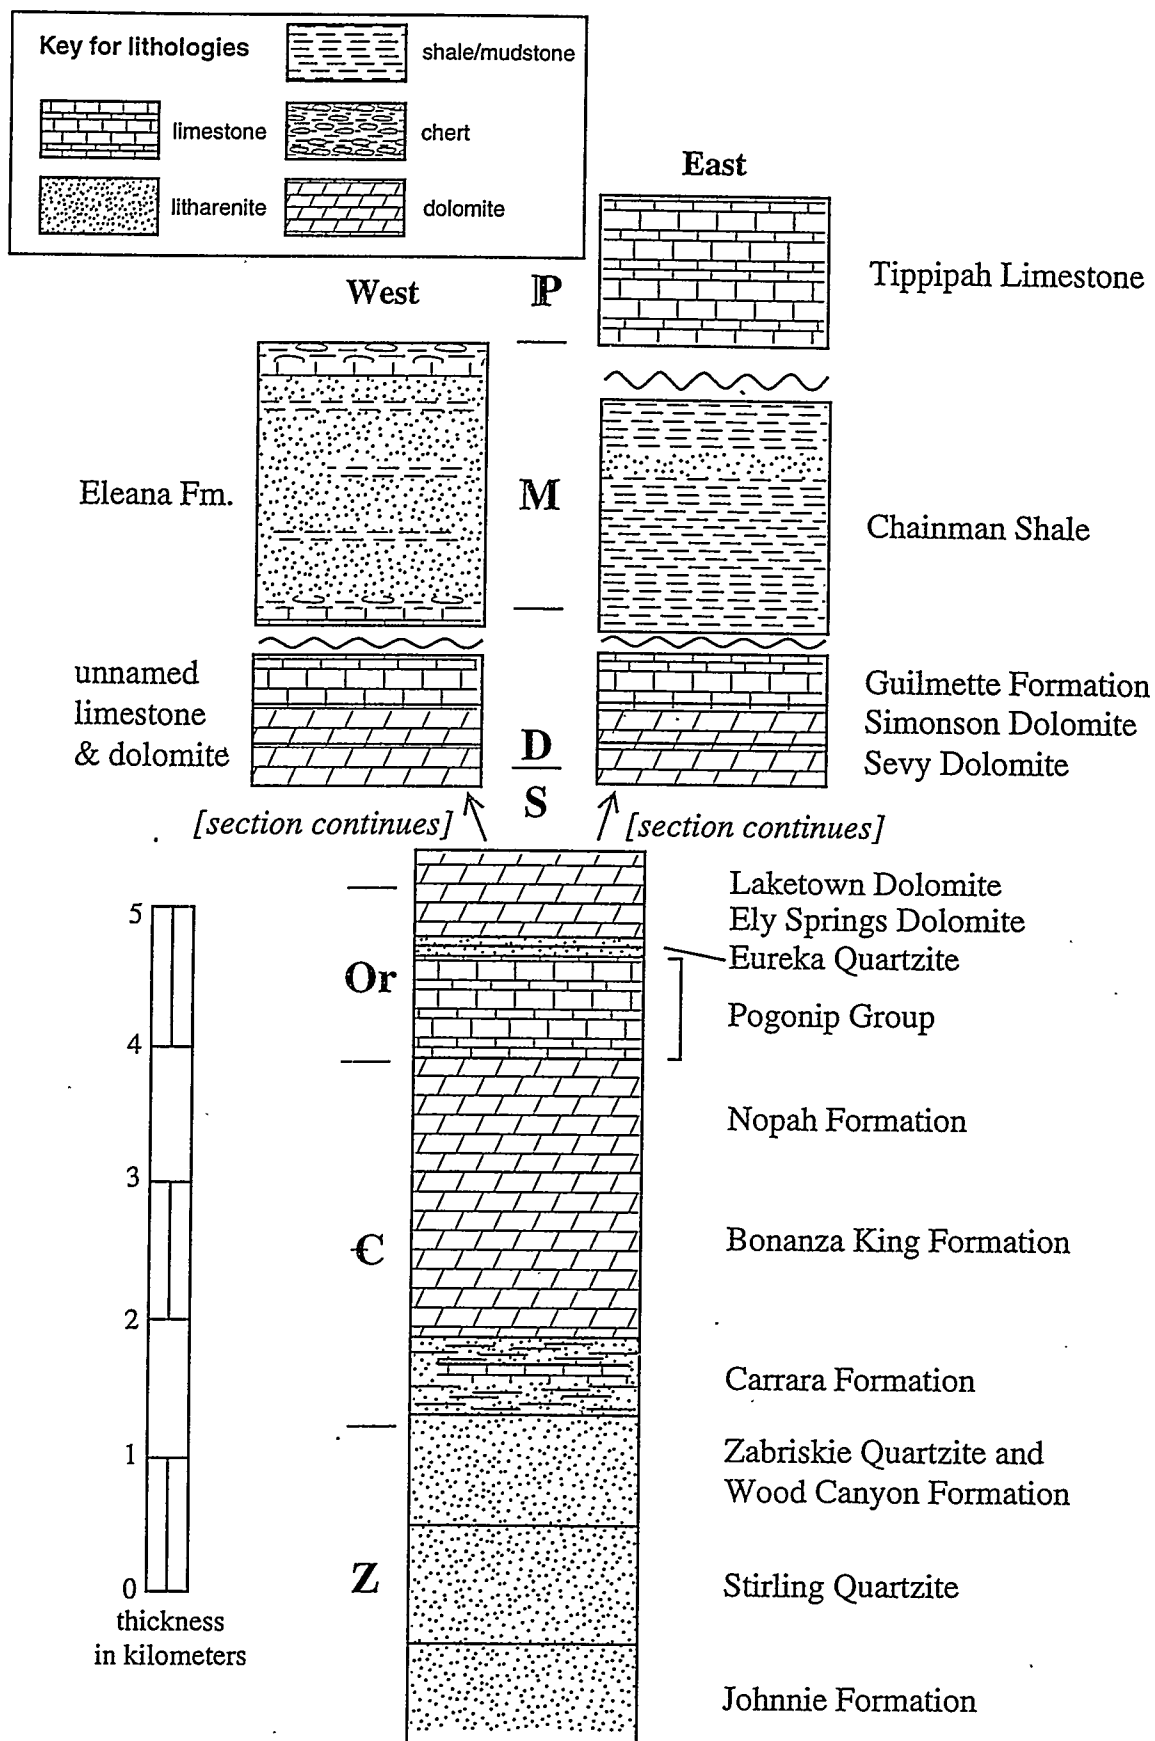 Key for lithologies
shale/mudstone
limestone
chert
litharenite
dolomite
East
West
ℙ
Tippipah Limestone
Eleana Fm.
M
Chainman Shale
unnamed
limestone
& dolomite
D
S
Guilmette Formation
Simonson Dolomite
Sevy Dolomite
[section continues]
[section continues]
Laketown Dolomite
Ely Springs Dolomite
Eureka Quartzite
Or
Pogonip Group
Nopah Formation
Bonanza King Formation
Ꞓ
Carrara Formation
Zabriskie Quartzite and
Wood Canyon Formation
Z
Stirling Quartzite
Johnnie Formation
5
4
3
2
1
0
thickness
in kilometers